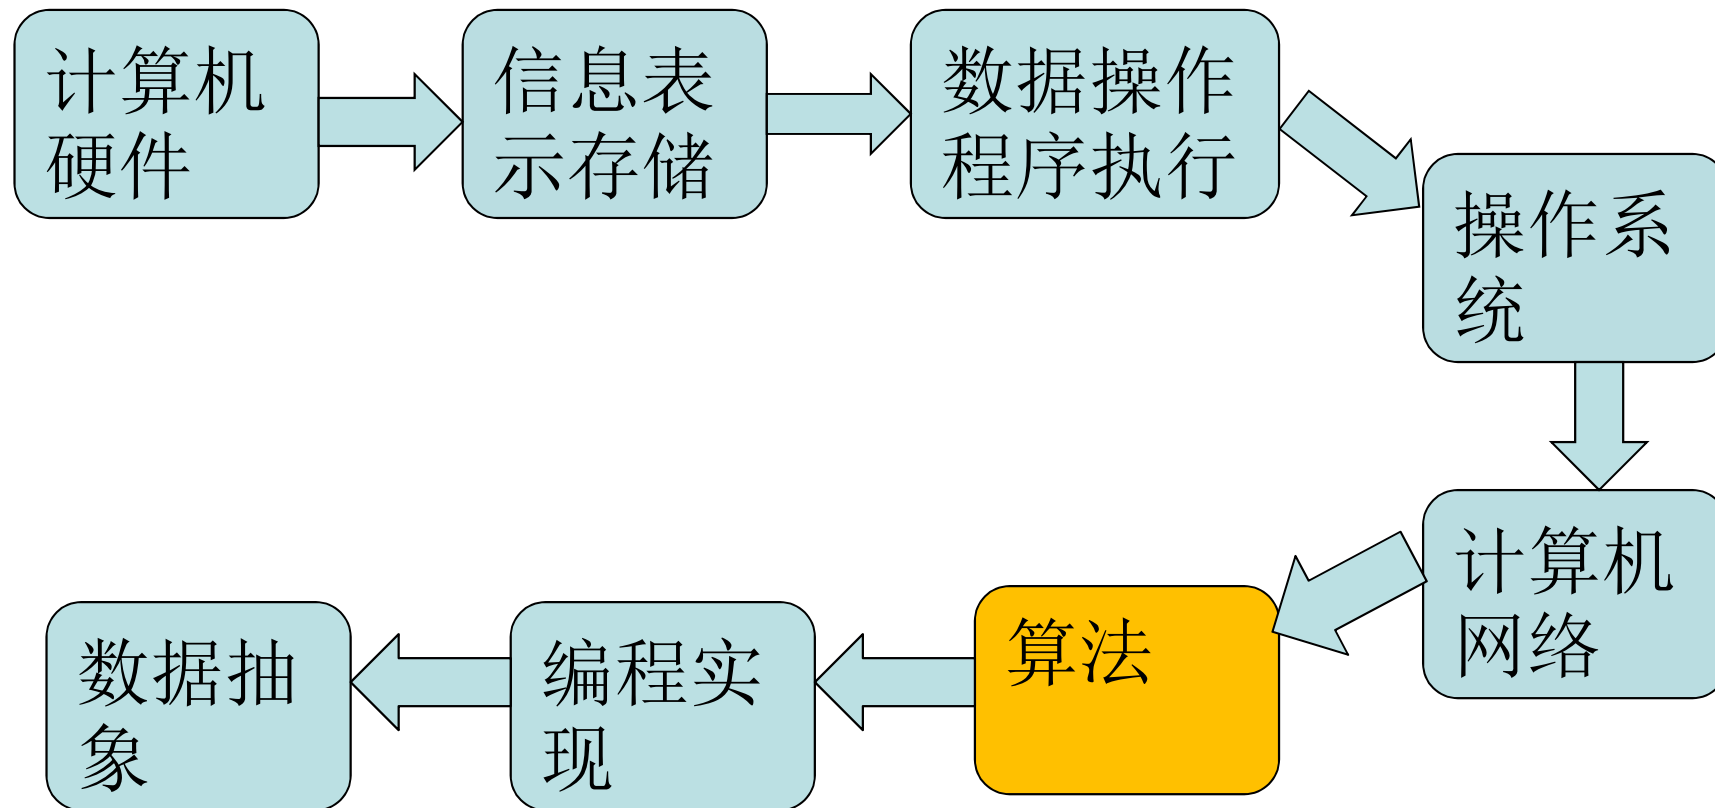 计算机
硬件
信息表
示存储
数据操作
程序执行
操作系
统
计算机
网络
算法
编程实
现
数据抽
象